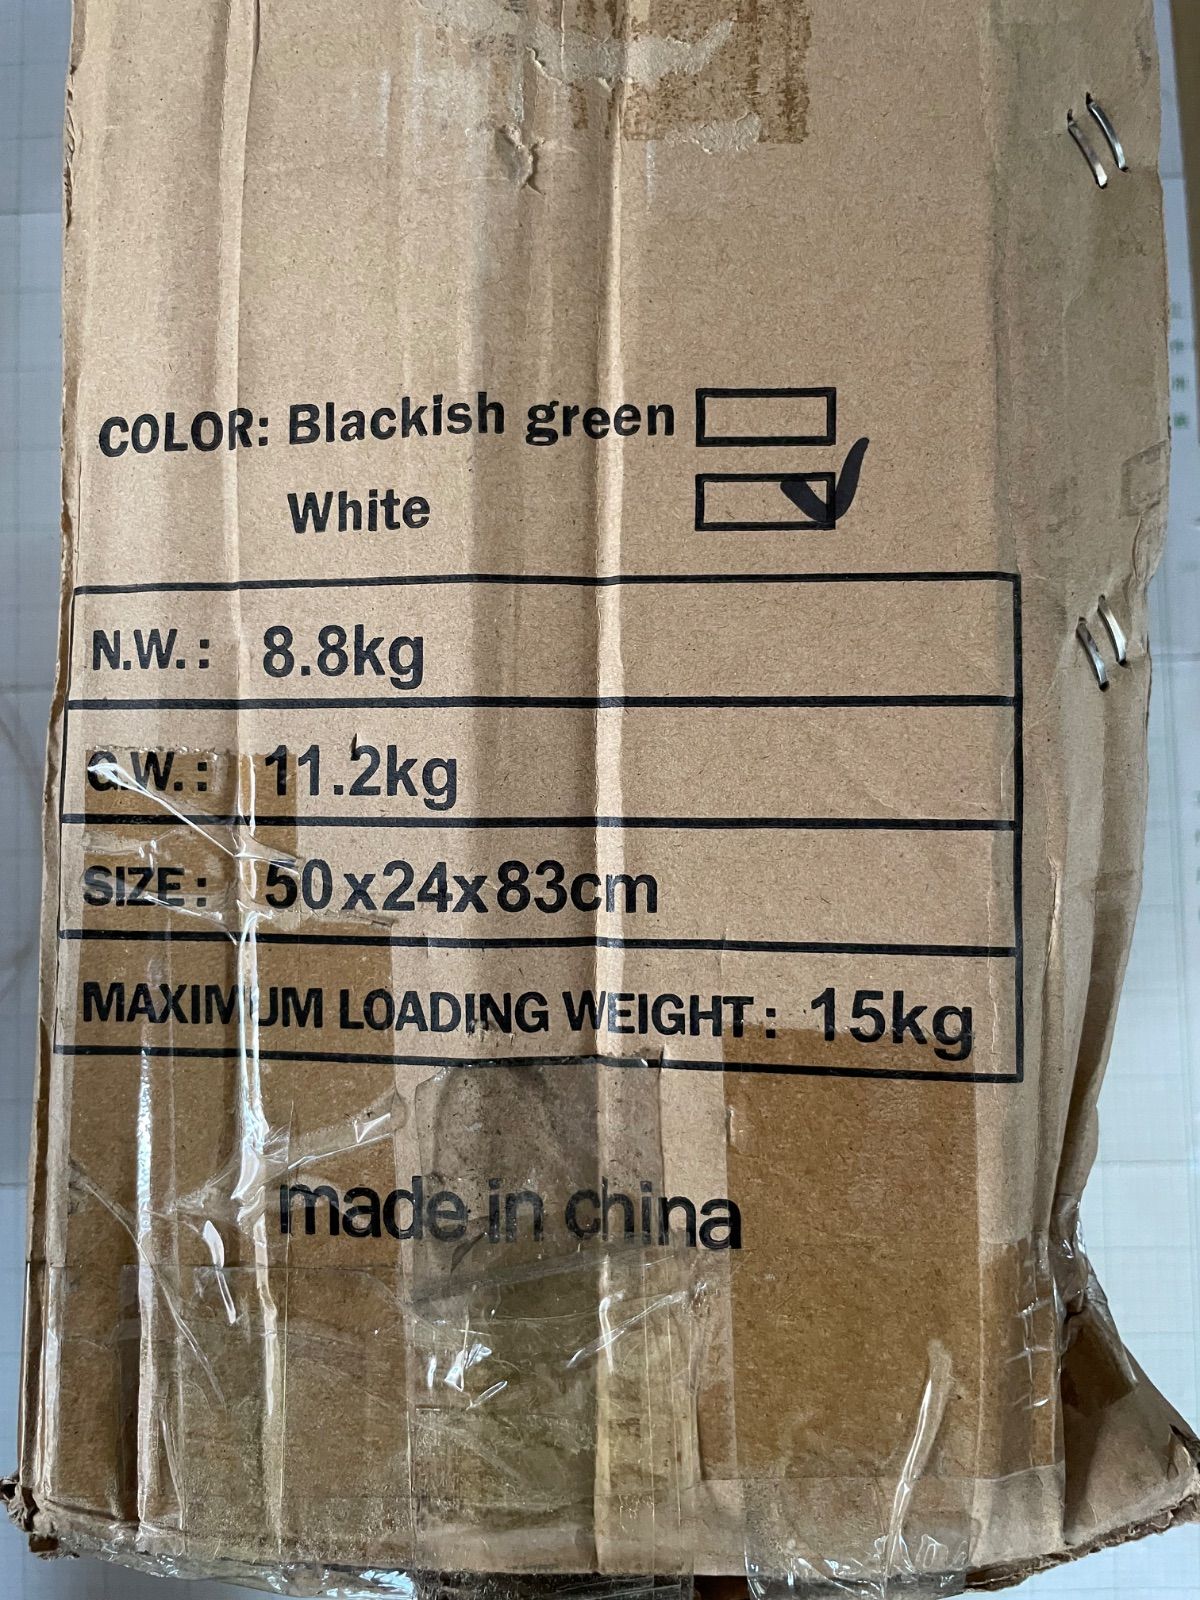 COLOR: Blackish green
White
N.W.: 8.8kg
G.W.: 11.2kg
SIZE: 50x24x83cm
MAXIMUM LOADING WEIGHT: 15kg
made in china